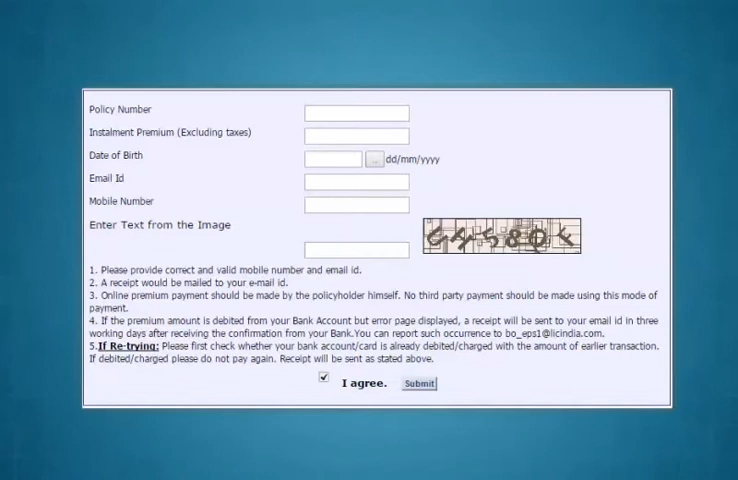 Policy Number
Instalment Premium (Excluding taxes)
Date of Birth ... dd/mm/yyyy
Email Id
Mobile Number
Enter Text from the Image
1. Please provide correct and valid mobile number and email id.
2. A receipt would be mailed to your e-mail id.
3. Online premium payment should be made by the policyholder himself. No third party payment should be made using this mode of
payment.
4. If the premium amount is debited from your Bank Account but error page displayed, a receipt will be sent to your email id in three
working days after receiving the confirmation from your Bank.You can report such occurrence to bo_eps1@licindia.com.
5.If Re-trying: Please first check whether your bank account/card is already debited/charged with the amount of earlier transaction.
If debited/charged please do not pay again. Receipt will be sent as stated above.
I agree. Submit